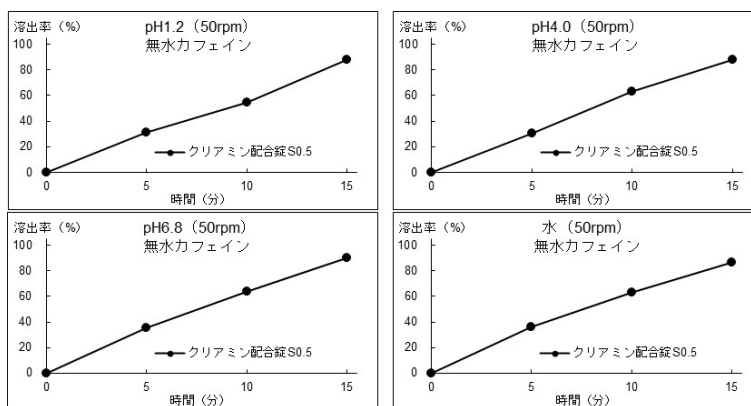 溶出率（%）
pH1.2（50rpm）
無水カフェイン
100
80
60
40
20
0
クリアミン配合錠S0.5
0 5 10 15
時間（分）
溶出率（%）
pH4.0（50rpm）
無水カフェイン
100
80
60
40
20
0
クリアミン配合錠S0.5
0 5 10 15
時間（分）
溶出率（%）
pH6.8（50rpm）
無水カフェイン
100
80
60
40
20
0
クリアミン配合錠S0.5
0 5 10 15
時間（分）
溶出率（%）
水（50rpm）
無水カフェイン
100
80
60
40
20
0
クリアミン配合錠S0.5
0 5 10 15
時間（分）